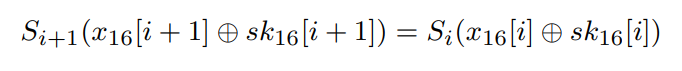 S_{i+1}(x_{16}[i + 1] ⊕ sk_{16}[i + 1]) = S_i(x_{16}[i] ⊕ sk_{16}[i])